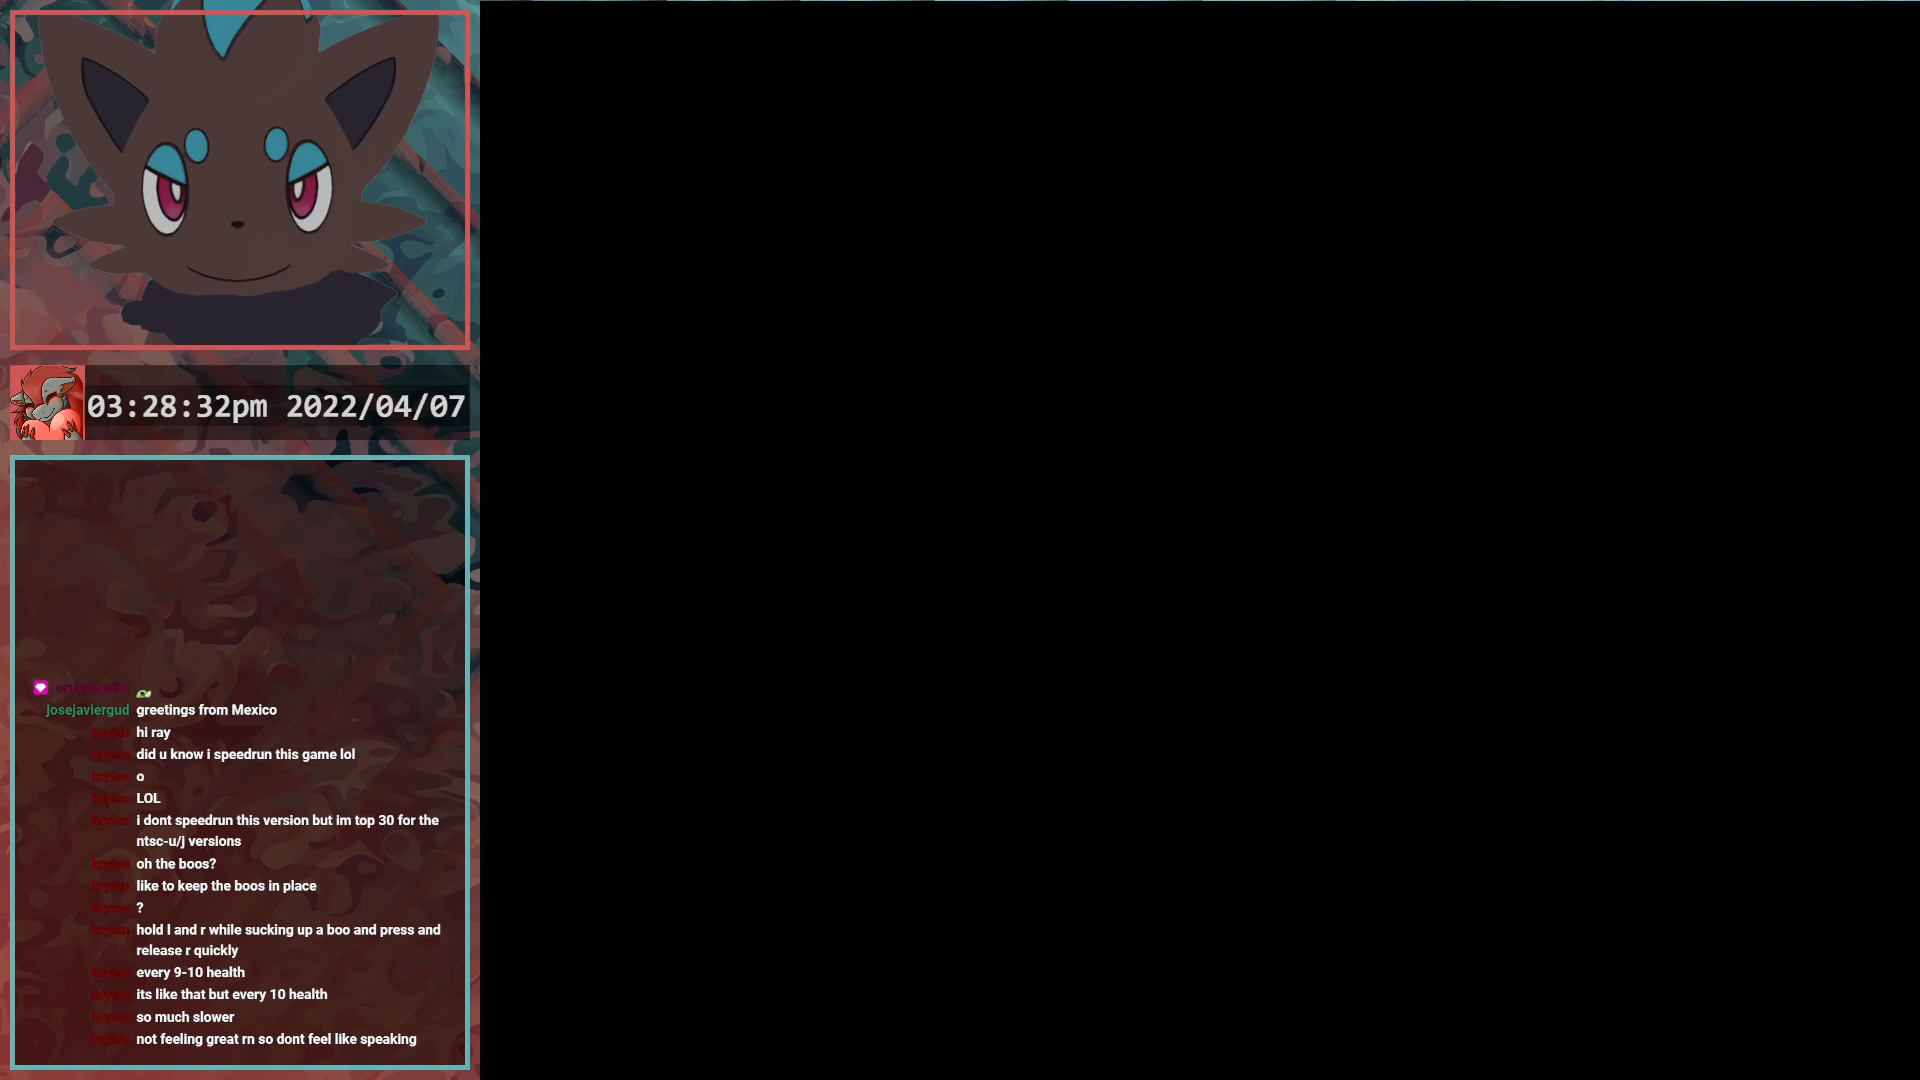 03:28:32pm 2022/04/07
josejaviergud greetings from Mexico
hi ray
did u know i speedrun this game lol
o
LOL
i dont speedrun this version but im top 30 for the
ntsc-u/j versions
oh the boos?
like to keep the boos in place
?
hold l and r while sucking up a boo and press and
release r quickly
every 9-10 health
its like that but every 10 health
so much slower
not feeling great rn so dont feel like speaking